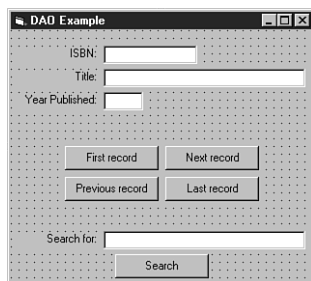 DAO Example
ISBN:
Title:
Year Published:
First record Next record
Previous record Last record
Search for:
Search